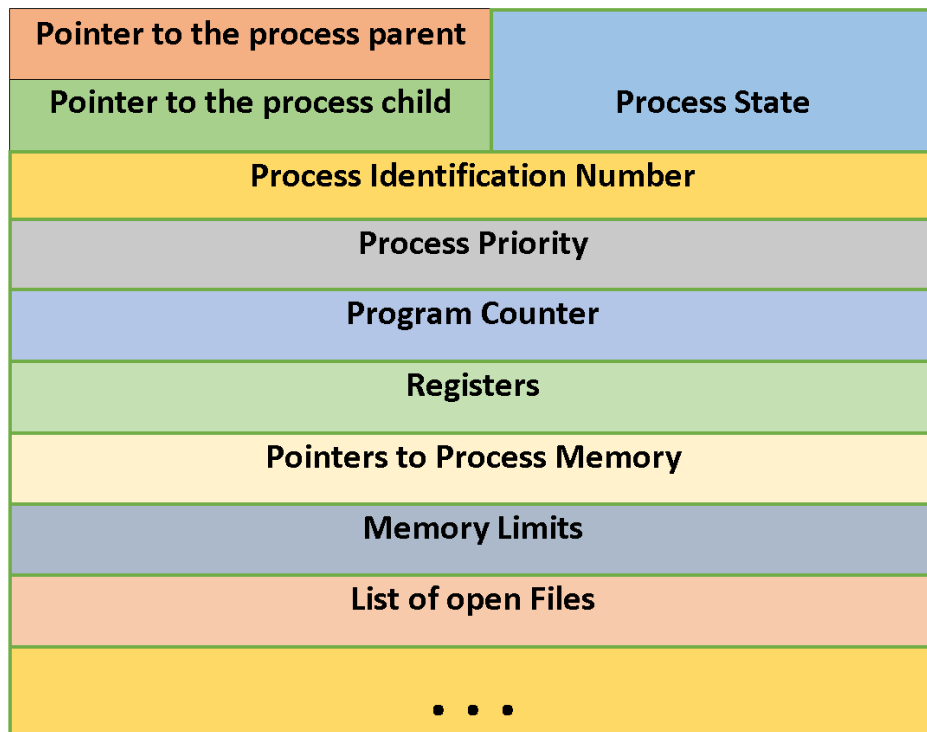 Pointer to the process parent
Pointer to the process child
Process State
Process Identification Number
Process Priority
Program Counter
Registers
Pointers to Process Memory
Memory Limits
List of open Files
. . .